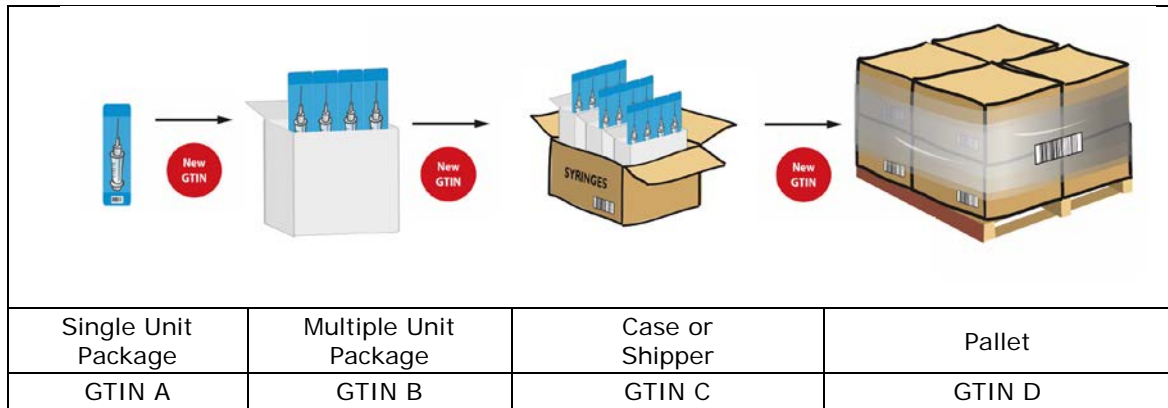 New
GTIN
New
GTIN
New
GTIN
SYRINGES
Single Unit
Package
Multiple Unit
Package
Case or
Shipper
Pallet
GTIN A
GTIN B
GTIN C
GTIN D